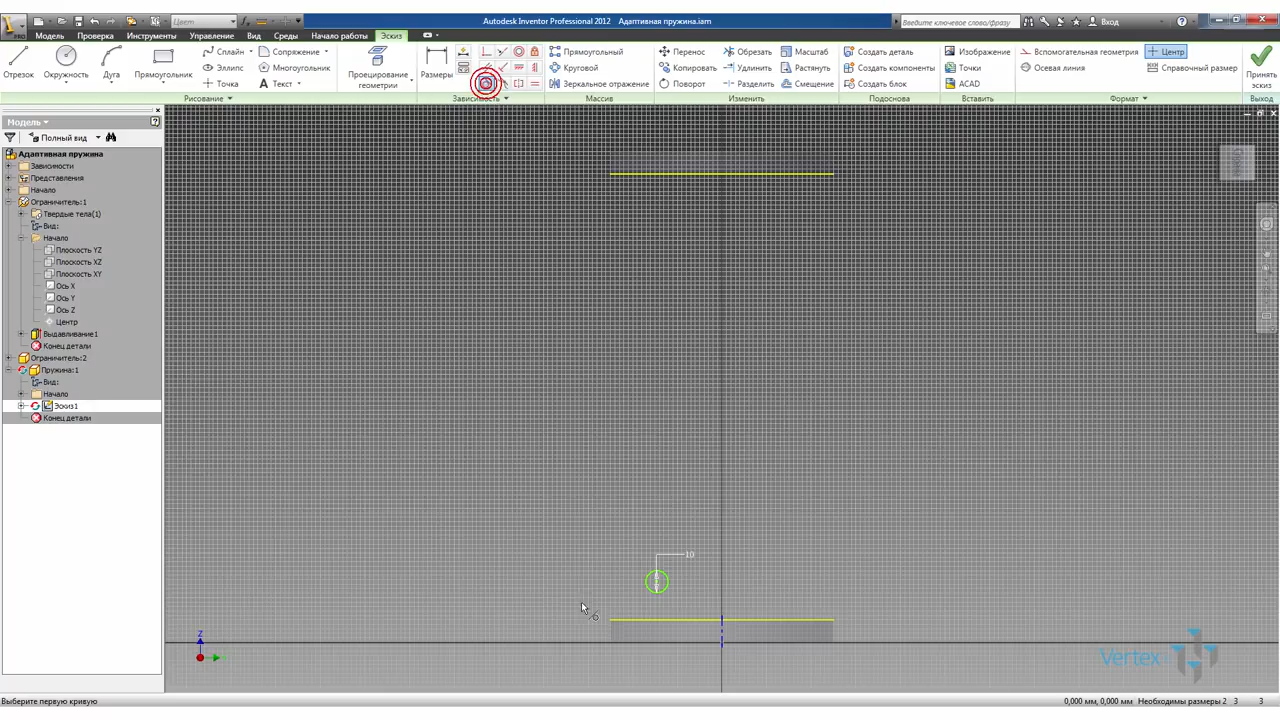 PRO
Цвет
Autodesk Inventor Professional 2012 Адаптивная пружина.iam
Введите ключевое слово/фразу
Вход
Модель Проверка Инструменты Управление Вид Среды Начало работы Эскиз
Отрезок
Окружность
Дуга
Прямоугольный
Сплайн
Эллипс
Точка
Сопряжение
Многоугольник
Текст
Проецирование геометрии
Размеры
Прямоугольный
Круговой
Зеркальное отражение
Перенос
Копировать
Поворот
Обрезать
Удлинить
Разделить
Масштаб
Растянуть
Смещение
Создать деталь
Создать компоненты
Создать блок
Изображение
Точки
ACAD
Вспомогательная геометрия
Осевая линия
Центр
Справочный размер
Принять эскиз
Рисование
Зависимость
Массив
Изменить
Подоснова
Вставить
Формат
Выход
Модель
Полный вид
Адаптивная пружина
Зависимости
Представления
Начало
Ограничитель:1
Твердые тела(1)
Вид:
Начало
Плоскость YZ
Плоскость XZ
Плоскость XY
Ось X
Ось Y
Ось Z
Центр
Выдавливание1
Конец детали
Ограничитель:2
Пружина:1
Вид:
Начало
Эскиз1
Конец детали
10
Z
Vertex
Выберите первую кривую
0,000 мм, 0,000 мм Необходимы размеры 2 3 3